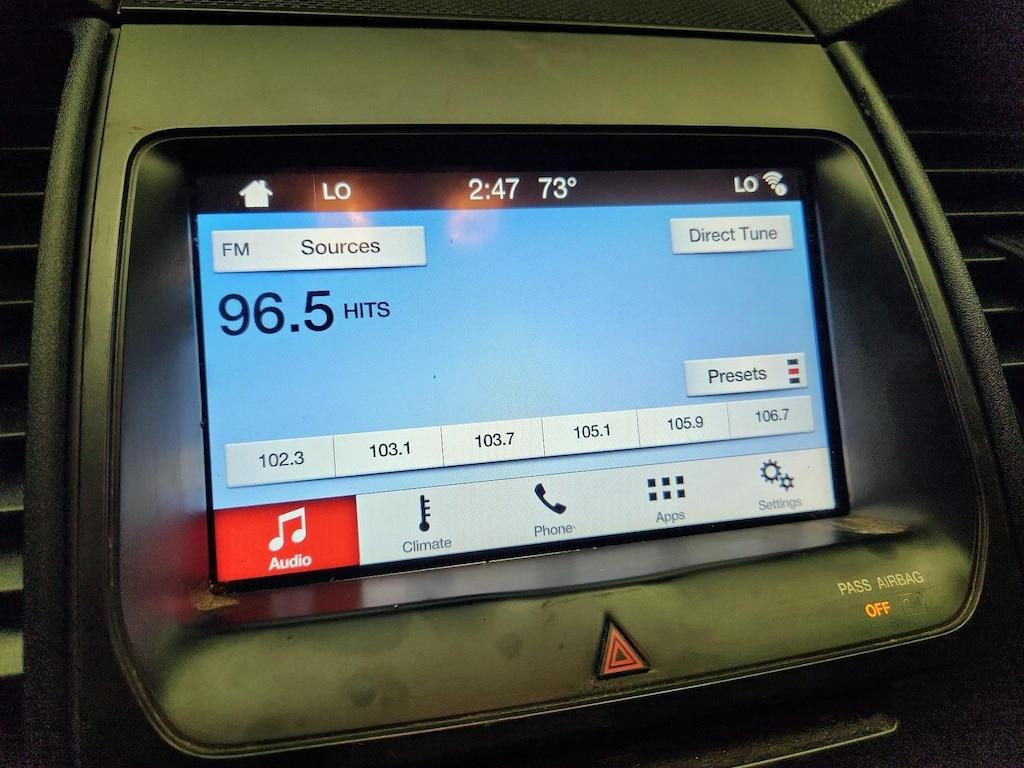 LO 2:47 73° LO
FM Sources
Direct Tune
96.5 HITS
Presets
102.3 103.1 103.7 105.1 105.9 106.7
Audio Climate Phone Apps Settings
PASS AIRBAG
OFF